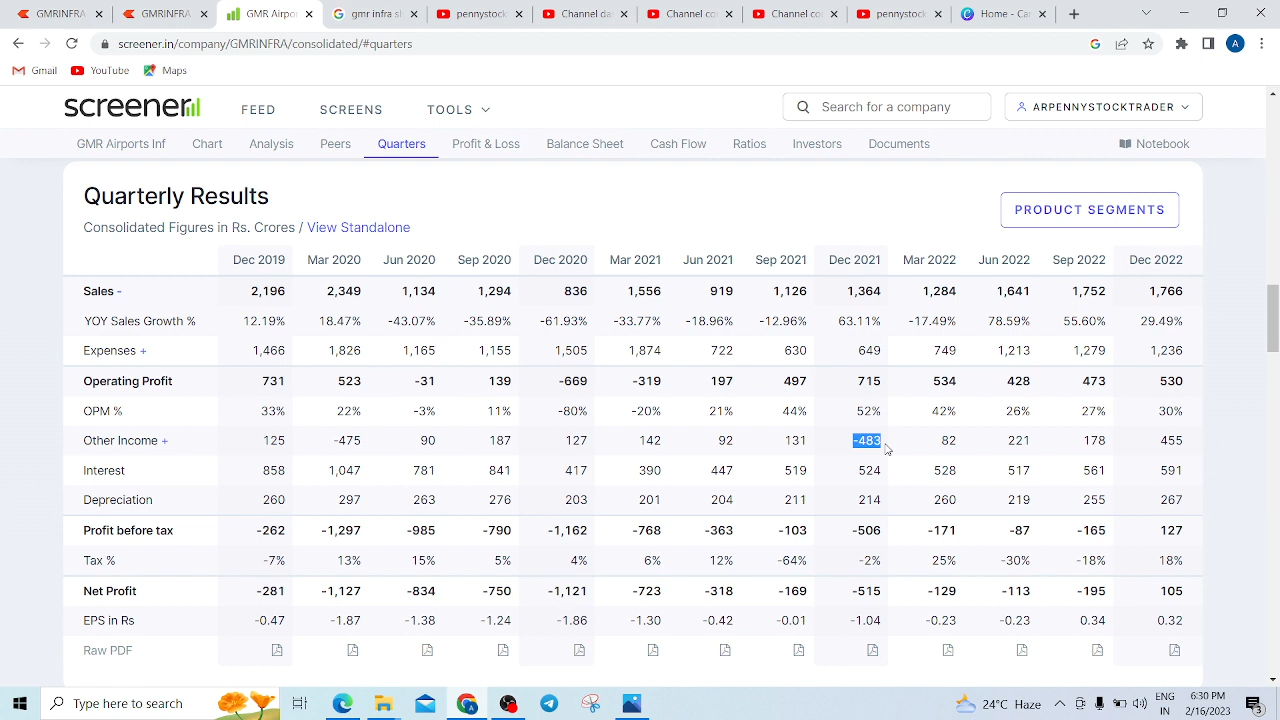 GMRINFRA
GMRINFRA
GMR Airpor
gmr infra sh
pennystock
Channel da
Channel co
Channel co
pennystock
Home - Can
screener.in/company/GMRINFRA/consolidated/#quarters
A
Gmail YouTube Maps
screener FEED SCREENS TOOLS Search for a company ARPENNYSTOCKTRADER
GMR Airports Inf Chart Analysis Peers Quarters Profit & Loss Balance Sheet Cash Flow Ratios Investors Documents Notebook
Quarterly Results
PRODUCT SEGMENTS
Consolidated Figures in Rs. Crores / View Standalone
Dec 2019 Mar 2020 Jun 2020 Sep 2020 Dec 2020 Mar 2021 Jun 2021 Sep 2021 Dec 2021 Mar 2022 Jun 2022 Sep 2022 Dec 2022
Sales - 2,196 2,349 1,134 1,294 836 1,556 919 1,126 1,364 1,284 1,641 1,752 1,766
YOY Sales Growth % 12.19% 18.47% -43.07% -35.89% -61.93% -33.77% -18.96% -12.96% 63.11% -17.49% 78.59% 55.60% 29.49%
Expenses + 1,466 1,826 1,165 1,155 1,505 1,874 722 630 649 749 1,213 1,279 1,236
Operating Profit 731 523 -31 139 -669 -319 197 497 715 534 428 473 530
OPM % 33% 22% -3% 11% -80% -20% 21% 44% 52% 42% 26% 27% 30%
Other Income + 125 -475 90 187 127 142 92 131 -483 82 221 178 455
Interest 858 1,047 781 841 417 390 447 519 524 528 517 561 591
Depreciation 260 297 263 276 203 201 204 211 214 260 219 255 267
Profit before tax -262 -1,297 -985 -790 -1,162 -768 -363 -103 -506 -171 -87 -165 127
Tax % -7% 13% 15% 5% 4% 6% 12% -64% -2% 25% -30% -18% 18%
Net Profit -281 -1,127 -834 -750 -1,121 -723 -318 -169 -515 -129 -113 -195 105
EPS in Rs -0.47 -1.87 -1.38 -1.24 -1.86 -1.30 -0.42 -0.01 -1.04 -0.23 -0.23 0.34 0.32
Raw PDF
Type here to search
24°C Haze
ENG
IN
6:30 PM
2/16/2023
3